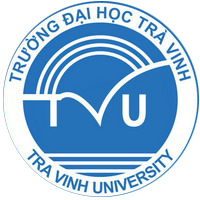 TRƯỜNG ĐẠI HỌC TRÀ VINH
TVU
TRA VINH UNIVERSITY